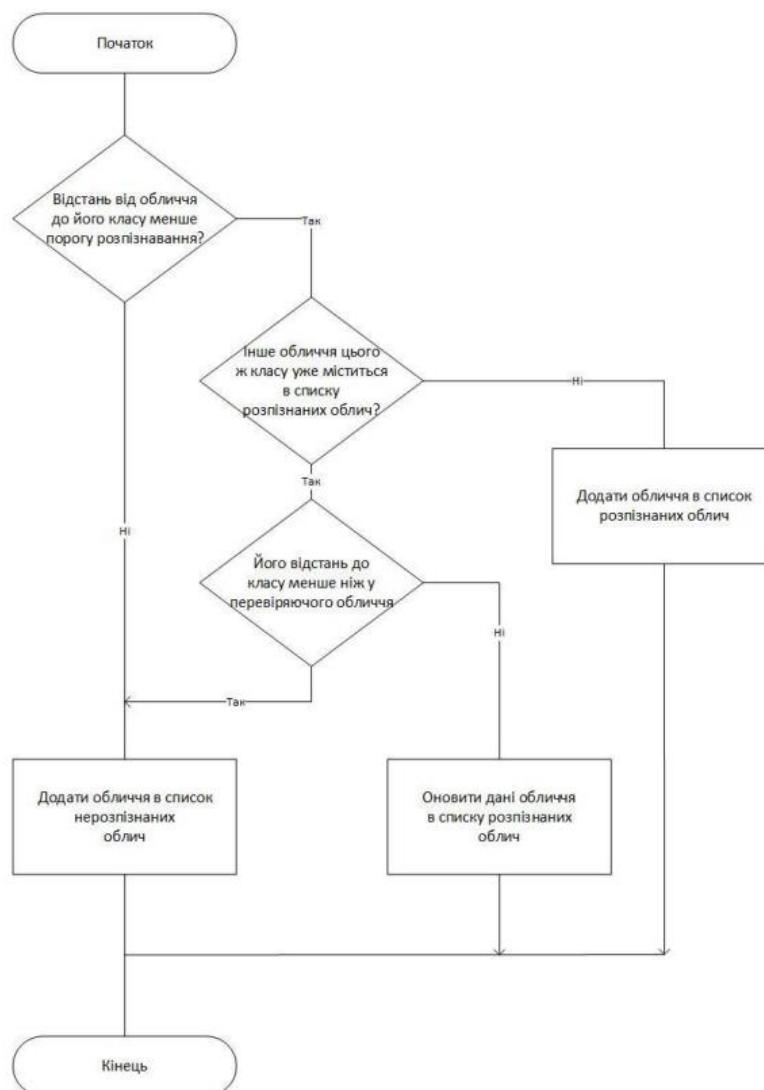 Початок
Відстань від обличчя
до його класу менше
порогу розпізнавання?
Так
Інше обличчя цього
ж класу уже міститься
в списку
розпізнаних облич?
Ні
Так
Додати обличчя в список
розпізнаних облич
Ні
Його відстань до
класу менше ніж у
перевіряючого обличчя
Ні
Так
Додати обличчя в список
нерозпізнаних
облич
Оновити дані обличчя
в списку розпізнаних
облич
Кінець